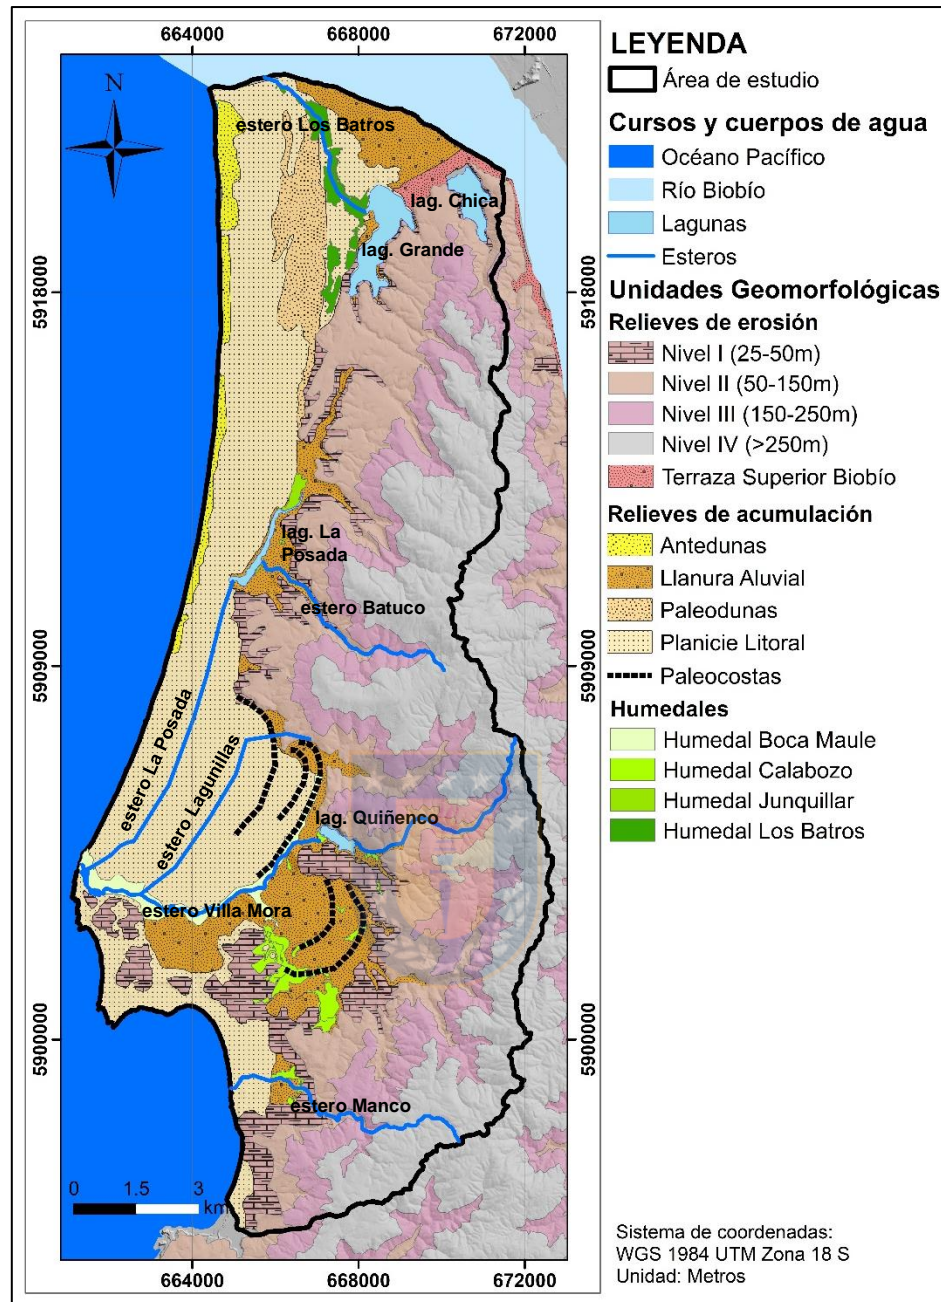 664000 668000 672000
N
estero Los Batros
lag. Chica
lag. Grande
5918000
5918000
lag. La
Posada
estero Batuco
5909000
5909000
estero La Posada
estero Lagunillas
lag. Quiñenco
estero Villa Mora
5900000
5900000
estero Manco
0 1.5 3
km
664000 668000 672000
LEYENDA
Área de estudio
Cursos y cuerpos de agua
Océano Pacífico
Río Biobío
Lagunas
Esteros
Unidades Geomorfológicas
Relieves de erosión
Nivel I (25-50m)
Nivel II (50-150m)
Nivel III (150-250m)
Nivel IV (>250m)
Terraza Superior Biobío
Relieves de acumulación
Antedunas
Llanura Aluvial
Paleodunas
Planicie Litoral
Paleocostas
Humedales
Humedal Boca Maule
Humedal Calabozo
Humedal Junquillar
Humedal Los Batros
Sistema de coordenadas:
WGS 1984 UTM Zona 18 S
Unidad: Metros